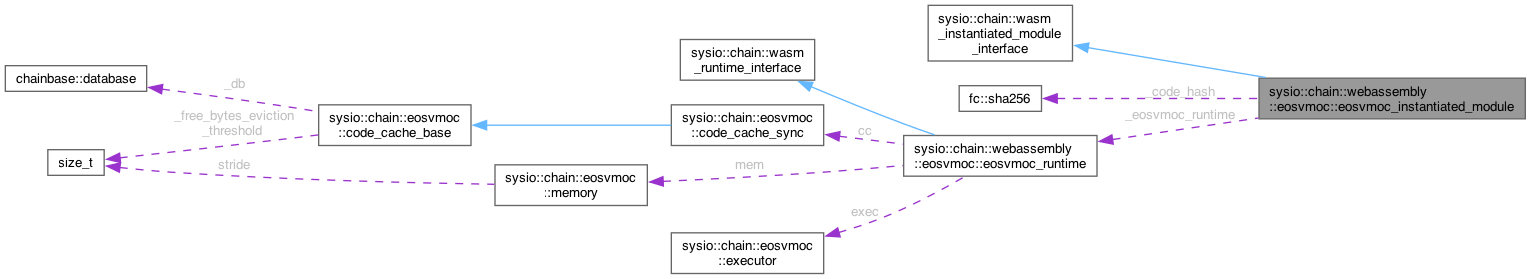 sysio::chain::wasm
_instantiated_module
_interface
sysio::chain::wasm
_runtime_interface
chainbase::database
_db
fc::sha256
_code_hash
sysio::chain::webassembly
::eosvmoc::eosvmoc_instantiated_module
_free_bytes_eviction
_threshold
sysio::chain::eosvmoc
::code_cache_base
sysio::chain::eosvmoc
::code_cache_sync
cc
_eosvmoc_runtime
sysio::chain::webassembly
::eosvmoc::eosvmoc_runtime
size_t
stride
sysio::chain::eosvmoc
::memory
mem
exec
sysio::chain::eosvmoc
::executor